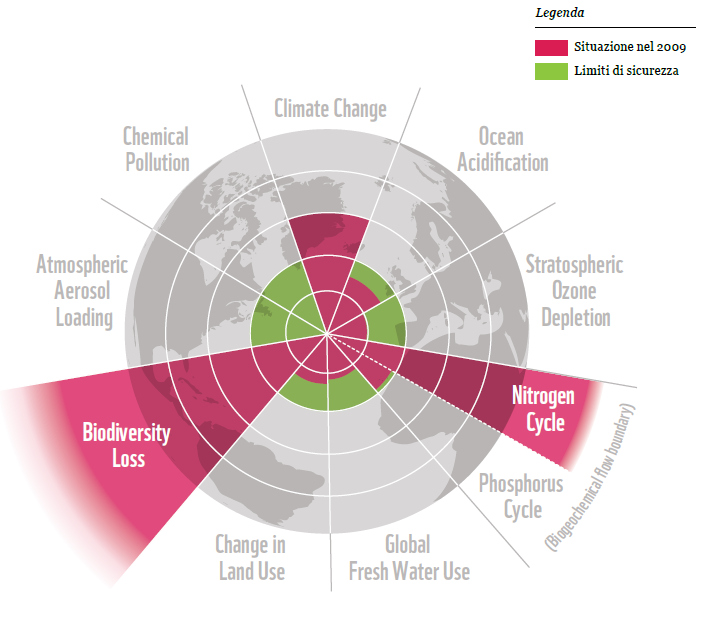 Legenda
Situazione nel 2009
Limiti di sicurezza
Climate Change
Chemical
Pollution
Ocean
Acidification
Atmospheric
Aerosol
Loading
Stratospheric
Ozone
Depletion
Nitrogen
Cycle
Biodiversity
Loss
Phosphorus
Cycle
(Biogeochemical flow boundary)
Change in
Land Use
Global
Fresh Water Use